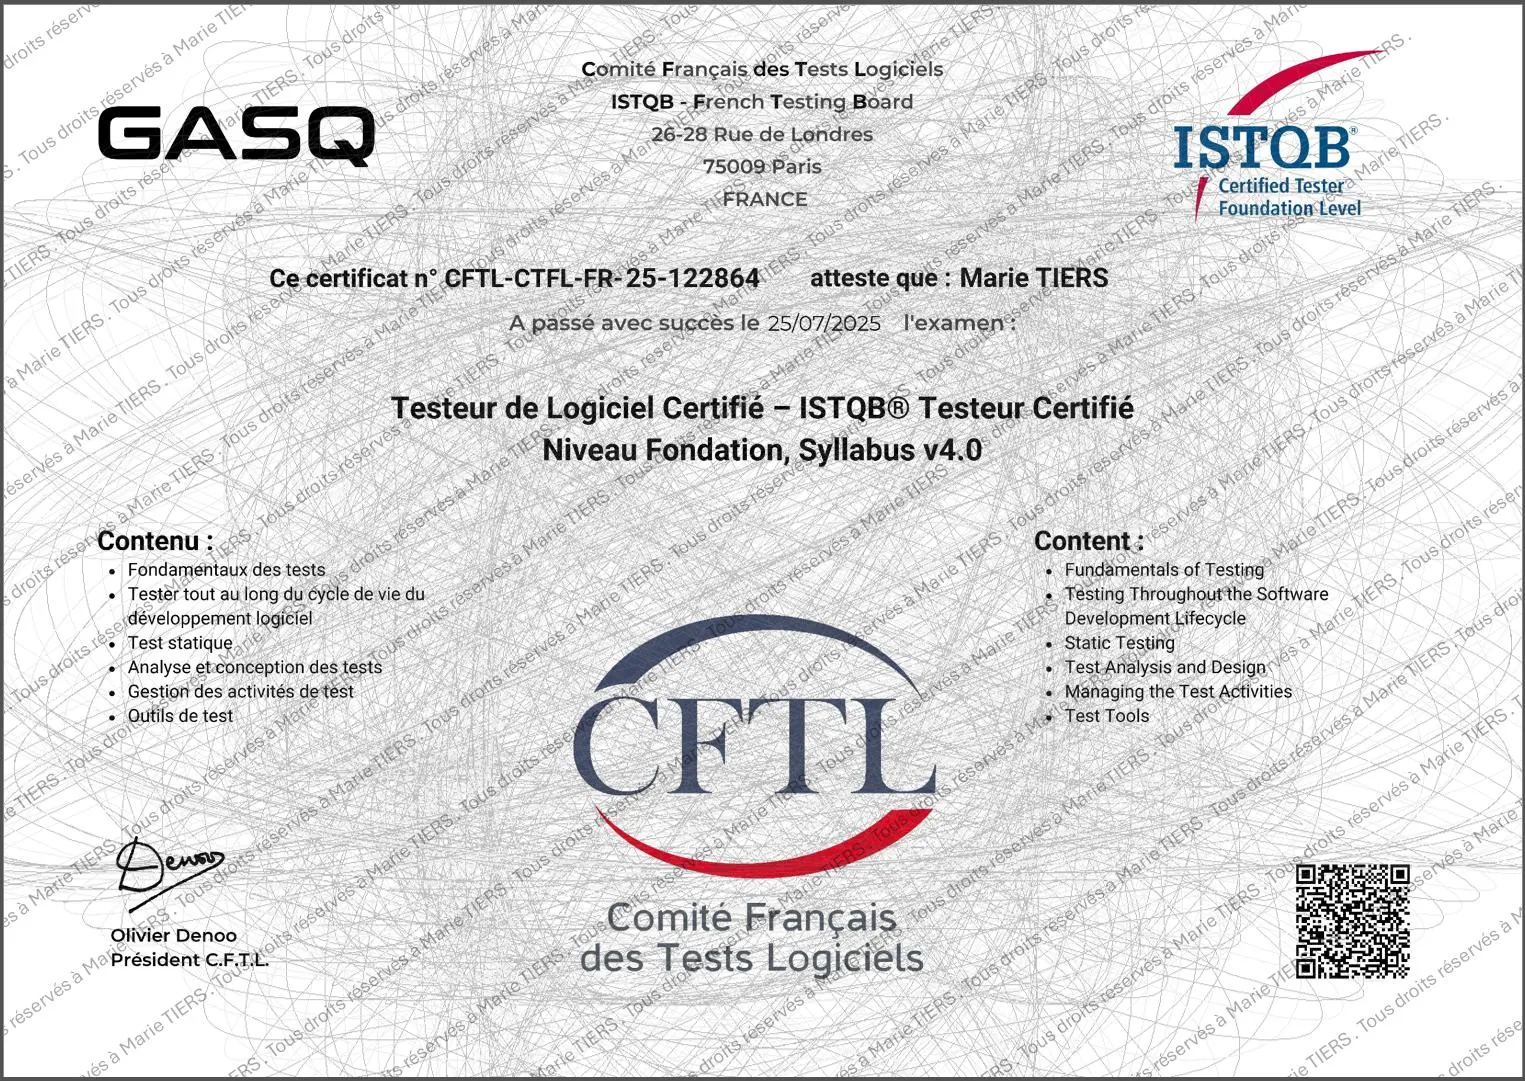 GASQ
Comité Français des Tests Logiciels
ISTQB - French Testing Board
26-28 Rue de Londres
75009 Paris
FRANCE
ISTQB®
Certified Tester
Foundation Level
Ce certificat n° CFTL-CTFL-FR-25-122864 atteste que : Marie TIERS
A passé avec succès le 25/07/2025 l'examen :
Testeur de Logiciel Certifié – ISTQB® Testeur Certifié
Niveau Fondation, Syllabus v4.0
Contenu :
• Fondamentaux des tests
• Tester tout au long du cycle de vie du
développement logiciel
• Test statique
• Analyse et conception des tests
• Gestion des activités de test
• Outils de test
Content :
• Fundamentals of Testing
• Testing Throughout the Software
Development Lifecycle
• Static Testing
• Test Analysis and Design
• Managing the Test Activities
• Test Tools
CFTL
Comité Français
des Tests Logiciels
Denoo
Olivier Denoo
Président C.F.T.L.
Tous droits réservés à Marie TIERS .